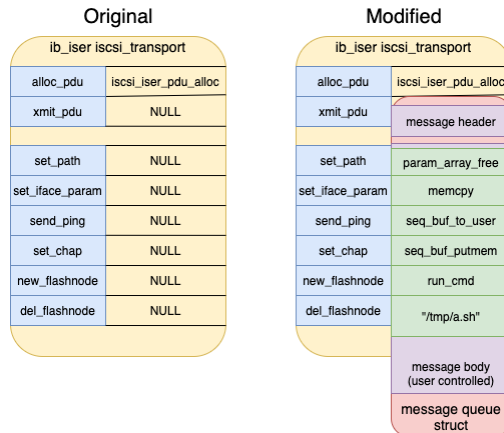 Original
ib_iser iscsi_transport
alloc_pdu iscsi_iser_pdu_alloc
xmit_pdu NULL
set_path NULL
set_iface_param NULL
send_ping NULL
set_chap NULL
new_flashnode NULL
del_flashnode NULL
Modified
ib_iser iscsi_transport
alloc_pdu iscsi_iser_pdu_alloc
xmit_pdu
message header
set_path param_array_free
set_iface_param memcpy
send_ping seq_buf_to_user
set_chap seq_buf_putmem
new_flashnode run_cmd
del_flashnode "/tmp/a.sh"
message body
(user controlled)
message queue
struct